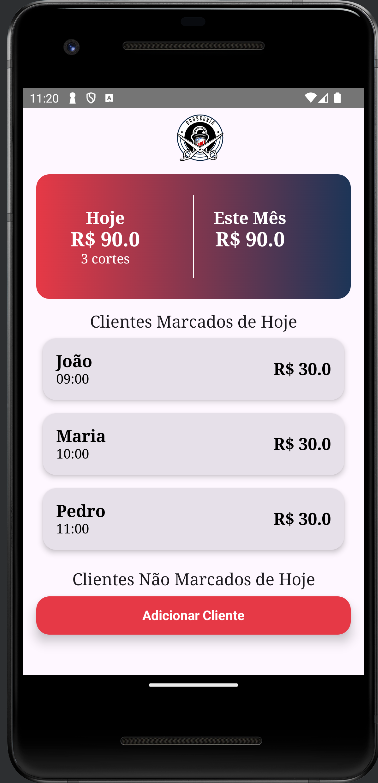 11:20
BARBEARIA
Hoje
R$ 90.0
3 cortes
Este Mês
R$ 90.0
Clientes Marcados de Hoje
João
09:00
R$ 30.0
Maria
10:00
R$ 30.0
Pedro
11:00
R$ 30.0
Clientes Não Marcados de Hoje
Adicionar Cliente